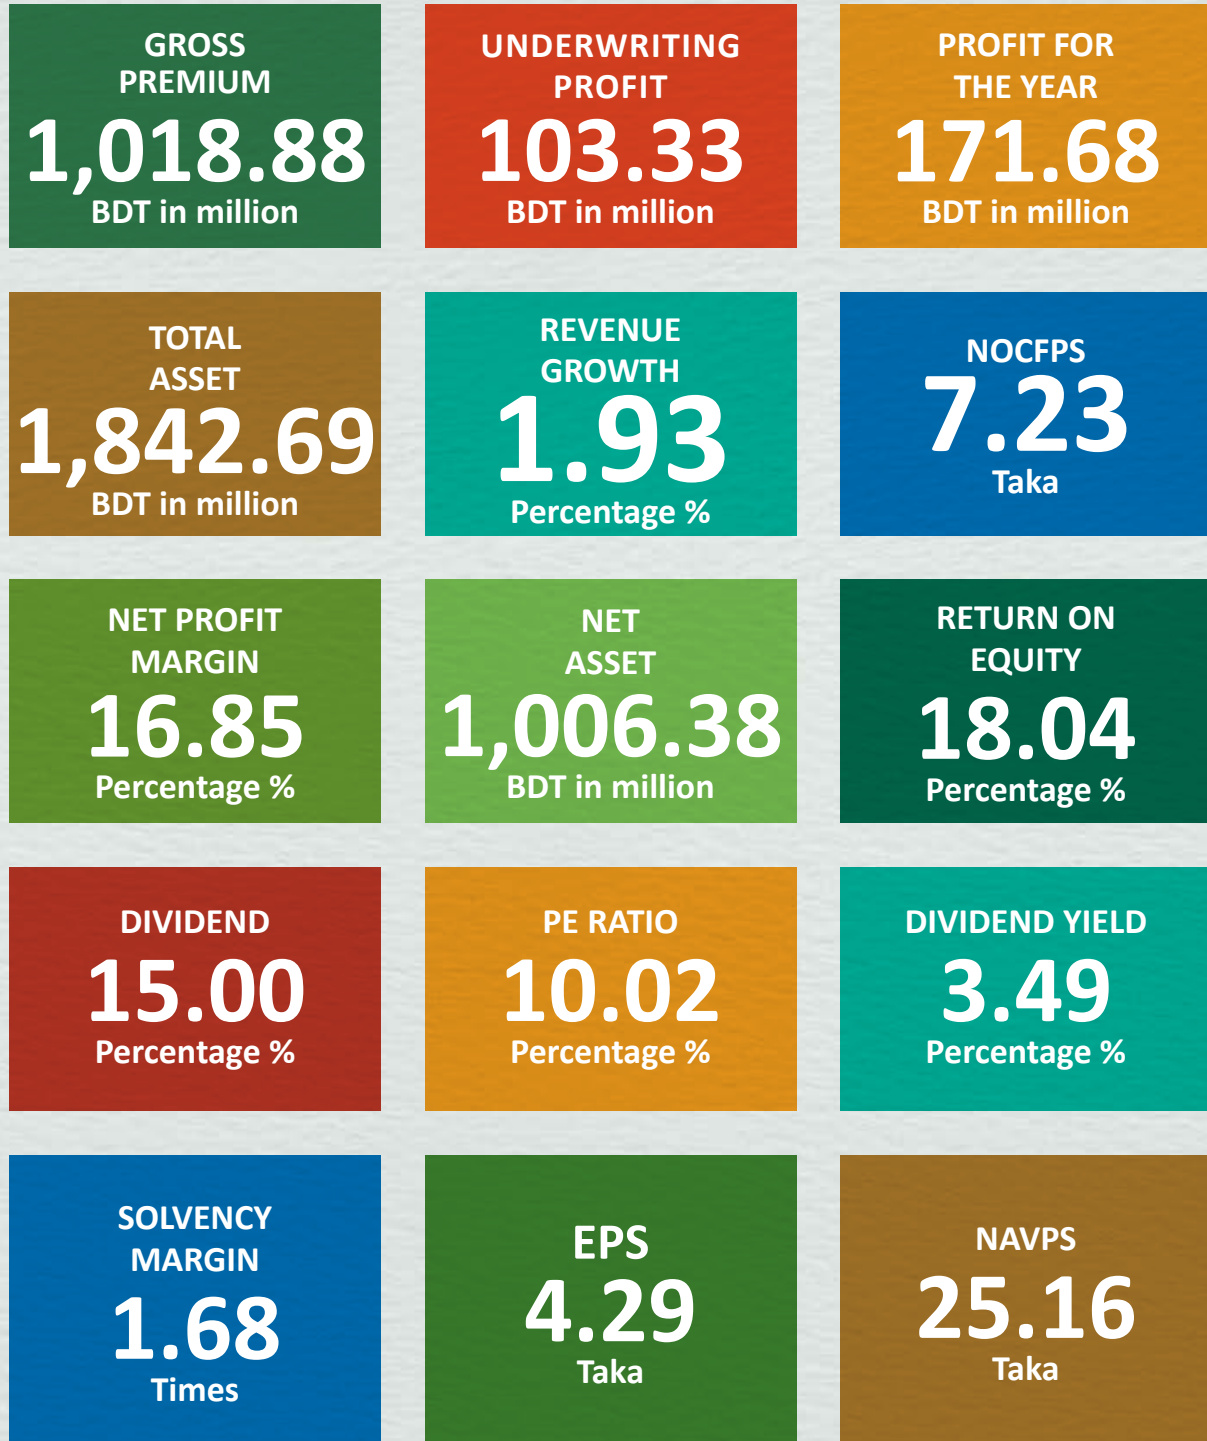 GROSS
PREMIUM
1,018.88
BDT in million
UNDERWRITING
PROFIT
103.33
BDT in million
PROFIT FOR
THE YEAR
171.68
BDT in million
TOTAL
ASSET
1,842.69
BDT in million
REVENUE
GROWTH
1.93
Percentage %
NOCFPS
7.23
Taka
NET PROFIT
MARGIN
16.85
Percentage %
NET
ASSET
1,006.38
BDT in million
RETURN ON
EQUITY
18.04
Percentage %
DIVIDEND
15.00
Percentage %
PE RATIO
10.02
Percentage %
DIVIDEND YIELD
3.49
Percentage %
SOLVENCY
MARGIN
1.68
Times
EPS
4.29
Taka
NAVPS
25.16
Taka